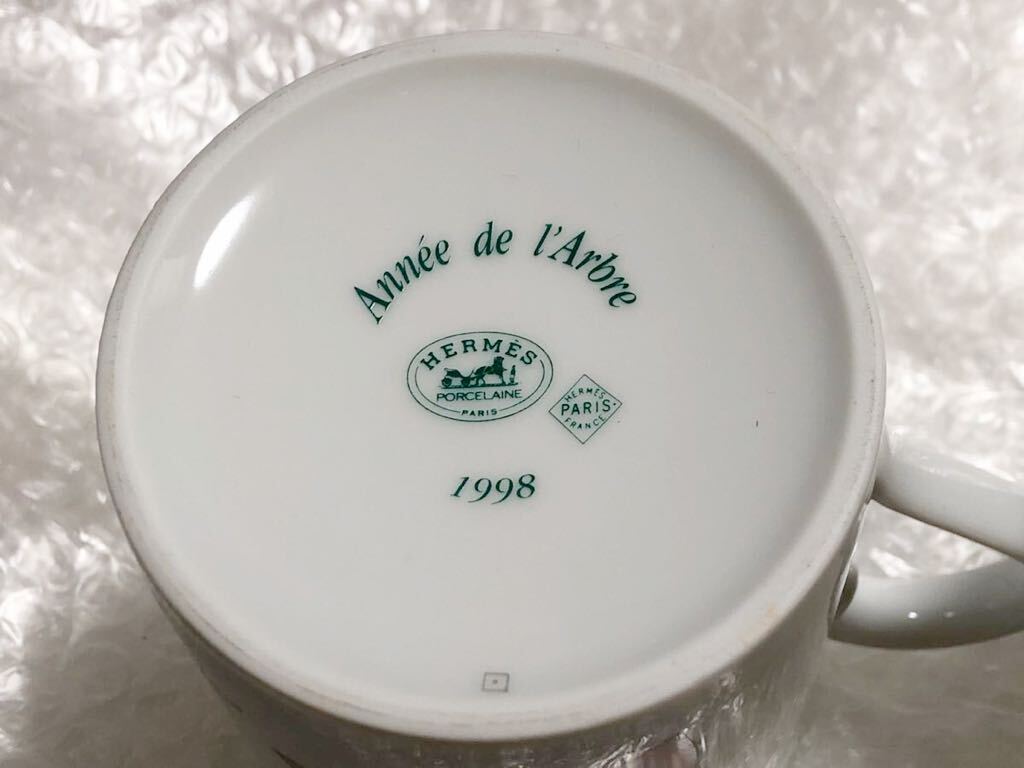 Année de l'Arbre
HERMÈS
PORCELAINE
PARIS
HERMÈS
PARIS
FRANCE
1998